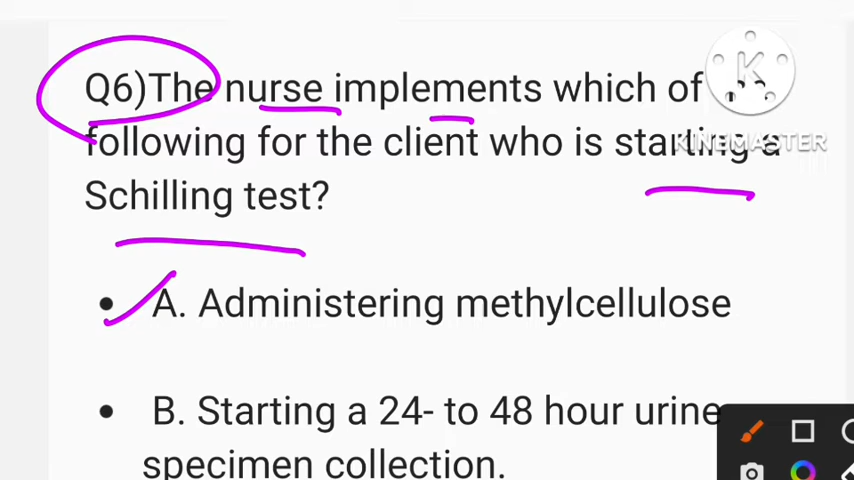 Q6)The nurse implements which of
following for the client who is starting a
Schilling test?
• A. Administering methylcellulose
• B. Starting a 24- to 48 hour urine
specimen collection.
K
KINEMASTER